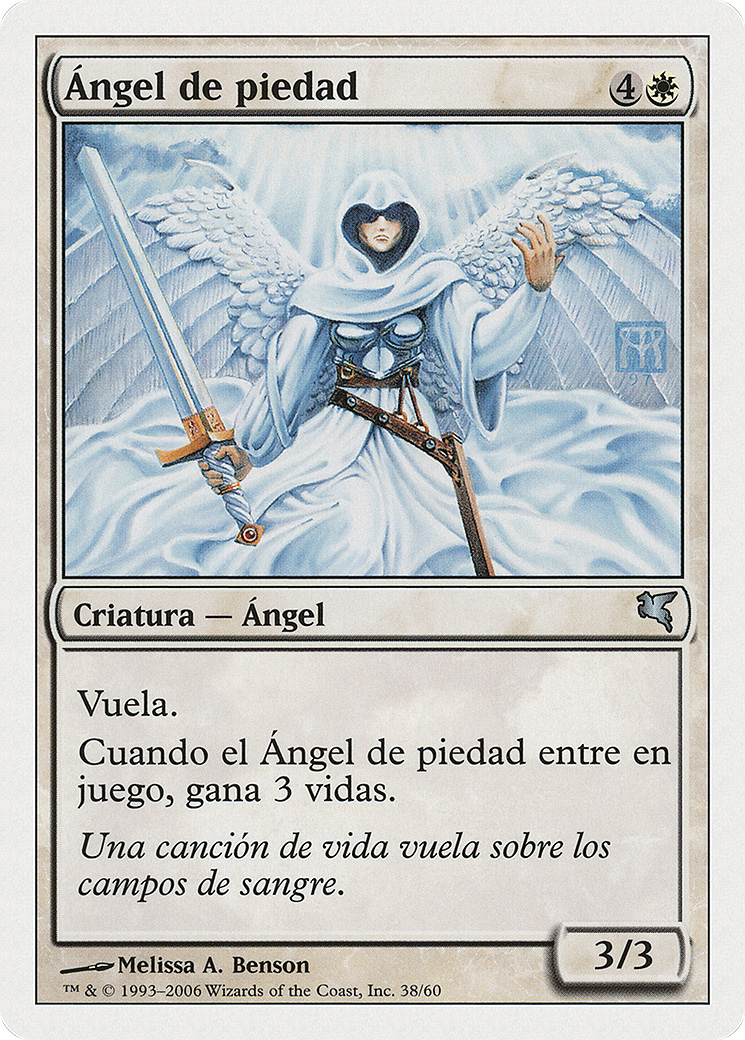 Ángel de piedad
4
Criatura — Ángel
Vuela.
Cuando el Ángel de piedad entre en
juego, gana 3 vidas.
Una canción de vida vuela sobre los
campos de sangre.
3/3
Melissa A. Benson
™ & © 1993–2006 Wizards of the Coast, Inc. 38/60